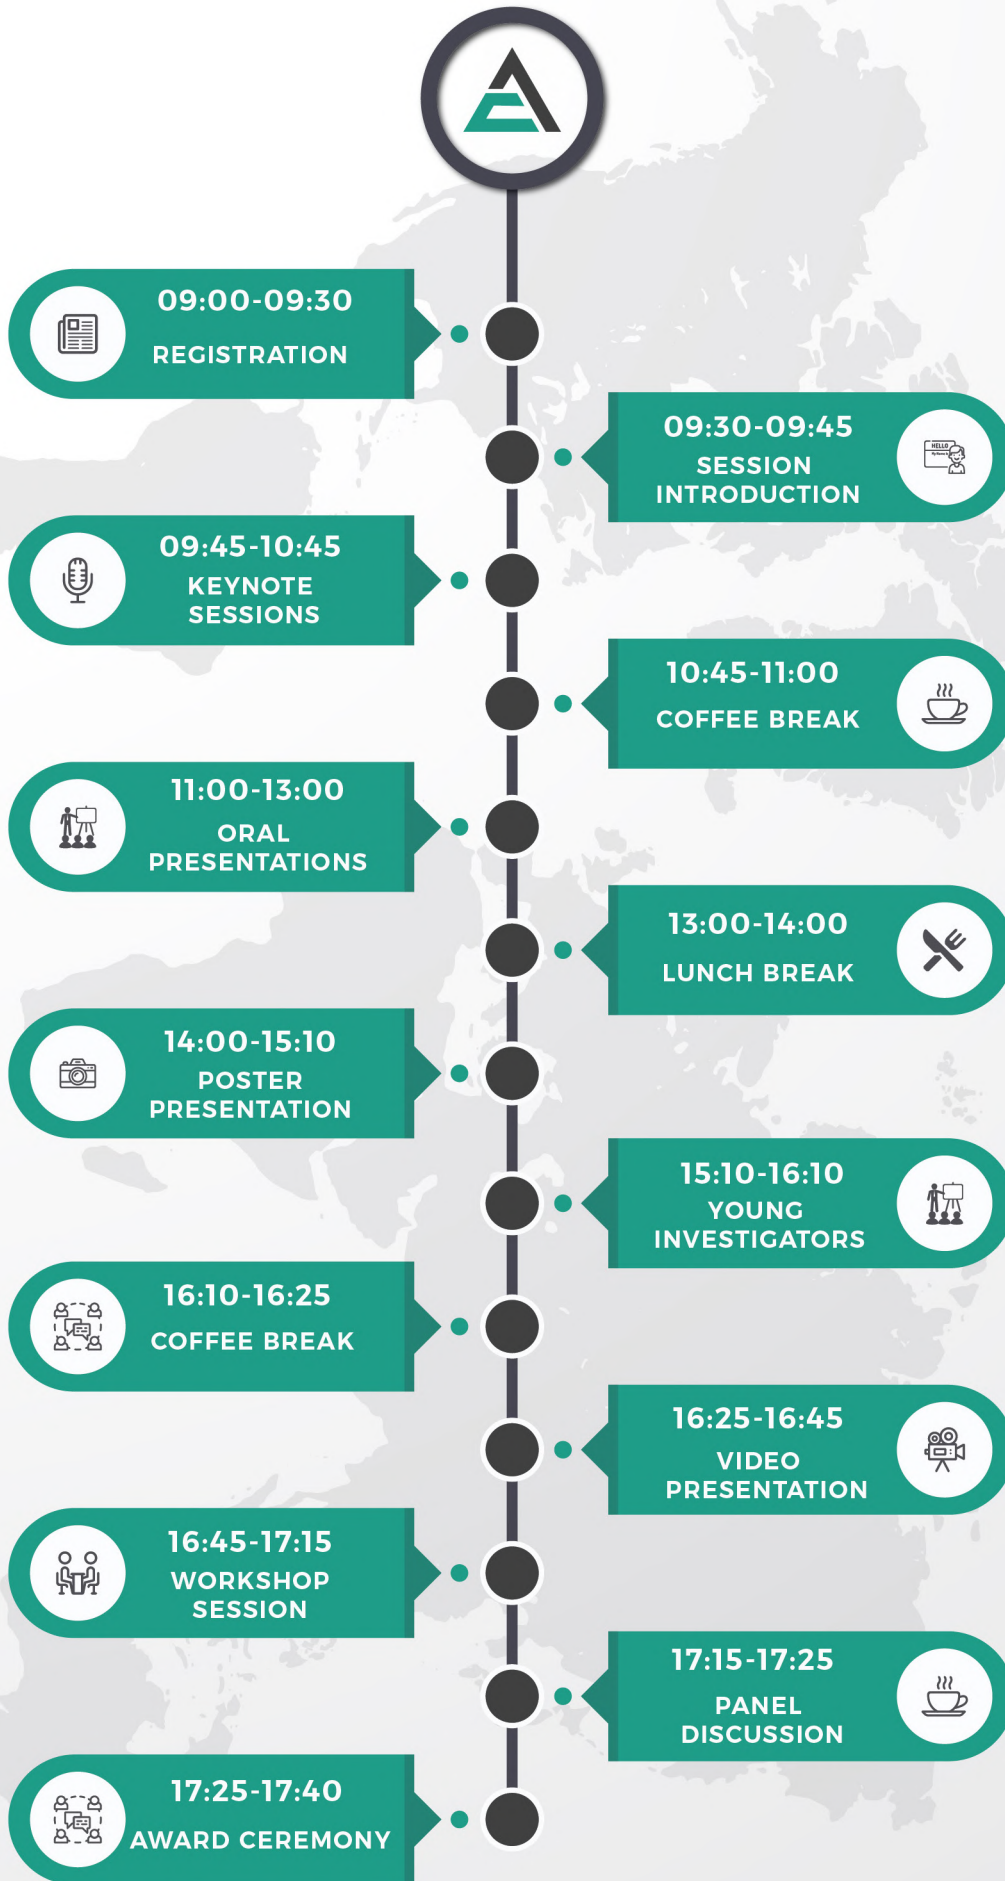 09:00-09:30
REGISTRATION
09:30-09:45
SESSION
INTRODUCTION
HELLO
09:45-10:45
KEYNOTE
SESSIONS
10:45-11:00
COFFEE BREAK
11:00-13:00
ORAL
PRESENTATIONS
13:00-14:00
LUNCH BREAK
14:00-15:10
POSTER
PRESENTATION
15:10-16:10
YOUNG
INVESTIGATORS
16:10-16:25
COFFEE BREAK
16:25-16:45
VIDEO
PRESENTATION
16:45-17:15
WORKSHOP
SESSION
17:15-17:25
PANEL
DISCUSSION
17:25-17:40
AWARD CEREMONY